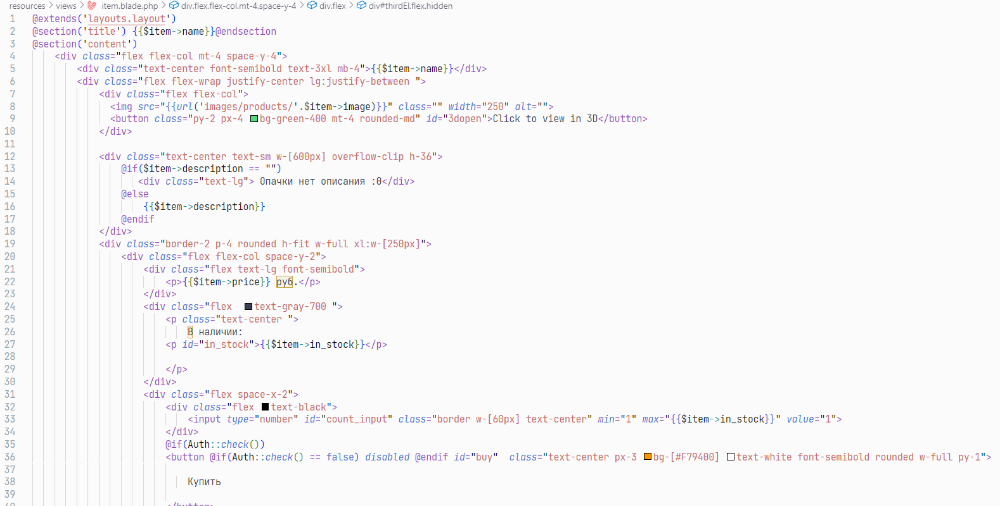 resources > views > item.blade.php > div.flex.flex-col.mt-4.space-y-4 > div.flex > div#thirdEl.flex.hidden
1 @extends('layouts.layout')
2 @section('title') {{$item->name}}@endsection
3 @section('content')
4 <div class="flex flex-col mt-4 space-y-4">
5 <div class="text-center font-semibold text-3xl mb-4">{{$item->name}}</div>
6 <div class="flex flex-wrap justify-center lg:justify-between ">
7 <div class="flex flex-col">
8 <img src="{{url('images/products/'.$item->image)}}" class="" width="250" alt="">
9 <button class="py-2 px-4 bg-green-400 mt-4 rounded-md" id="3dopen">Click to view in 3D</button>
10 </div>
11
12 <div class="text-center text-sm w-[600px] overflow-clip h-36">
13 @if($item->description == "")
14 <div class="text-lg"> Опачки нет описания :0</div>
15 @else
16 {{$item->description}}
17 @endif
18 </div>
19 <div class="border-2 p-4 rounded h-fit w-full xl:w-[250px]">
20 <div class="flex flex-col space-y-2">
21 <div class="flex text-lg font-semibold">
22 <p>{{$item->price}} руб.</p>
23 </div>
24 <div class="flex  text-gray-700 ">
25 <p class="text-center ">
26 В наличии:
27 <p id="in_stock">{{$item->in_stock}}</p>
28
29 </p>
30 </div>
31 <div class="flex space-x-2">
32 <div class="flex text-black">
33 <input type="number" id="count_input" class="border w-[60px] text-center" min="1" max="{{$item->in_stock}}" value="1">
34 </div>
35 @if(Auth::check())
36 <button @if(Auth::check() == false) disabled @endif id="buy"  class="text-center px-3 bg-[#F79400] text-white font-semibold rounded w-full py-1">
37
38 Купить
39
40 </button>